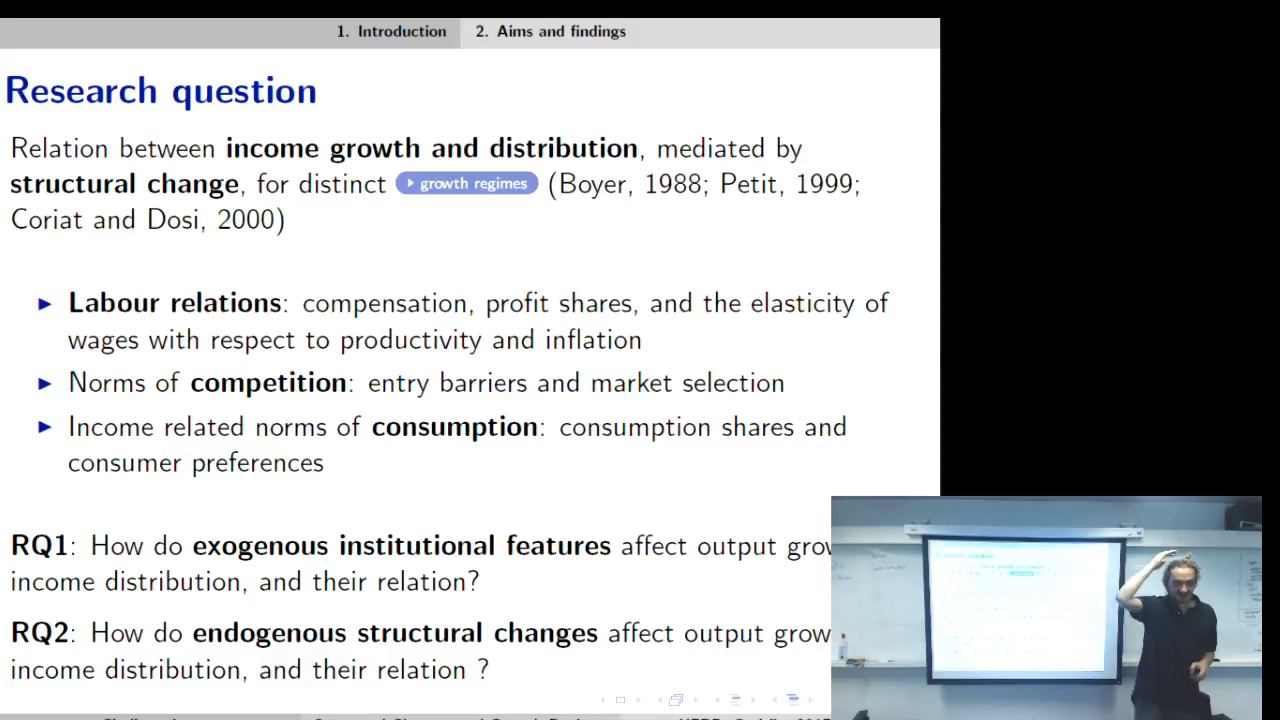 1. Introduction 2. Aims and findings
Research question
Relation between income growth and distribution, mediated by
structural change, for distinct growth regimes (Boyer, 1988; Petit, 1999;
Coriat and Dosi, 2000)
Labour relations: compensation, profit shares, and the elasticity of
wages with respect to productivity and inflation
Norms of competition: entry barriers and market selection
Income related norms of consumption: consumption shares and
consumer preferences
RQ1: How do exogenous institutional features affect output grow
income distribution, and their relation?
RQ2: How do endogenous structural changes affect output grow
income distribution, and their relation ?
Research question